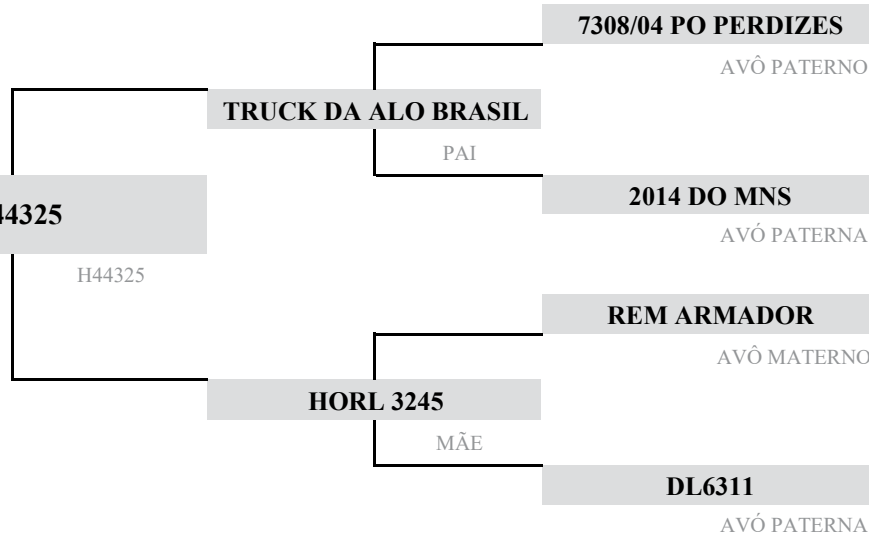 7308/04 PO PERDIZES
AVÔ PATERNO
TRUCK DA ALO BRASIL
PAI
2014 DO MNS
AVÓ PATERNA
44325
H44325
REM ARMADOR
AVÔ MATERNO
HORL 3245
MÃE
DL6311
AVÓ PATERNA